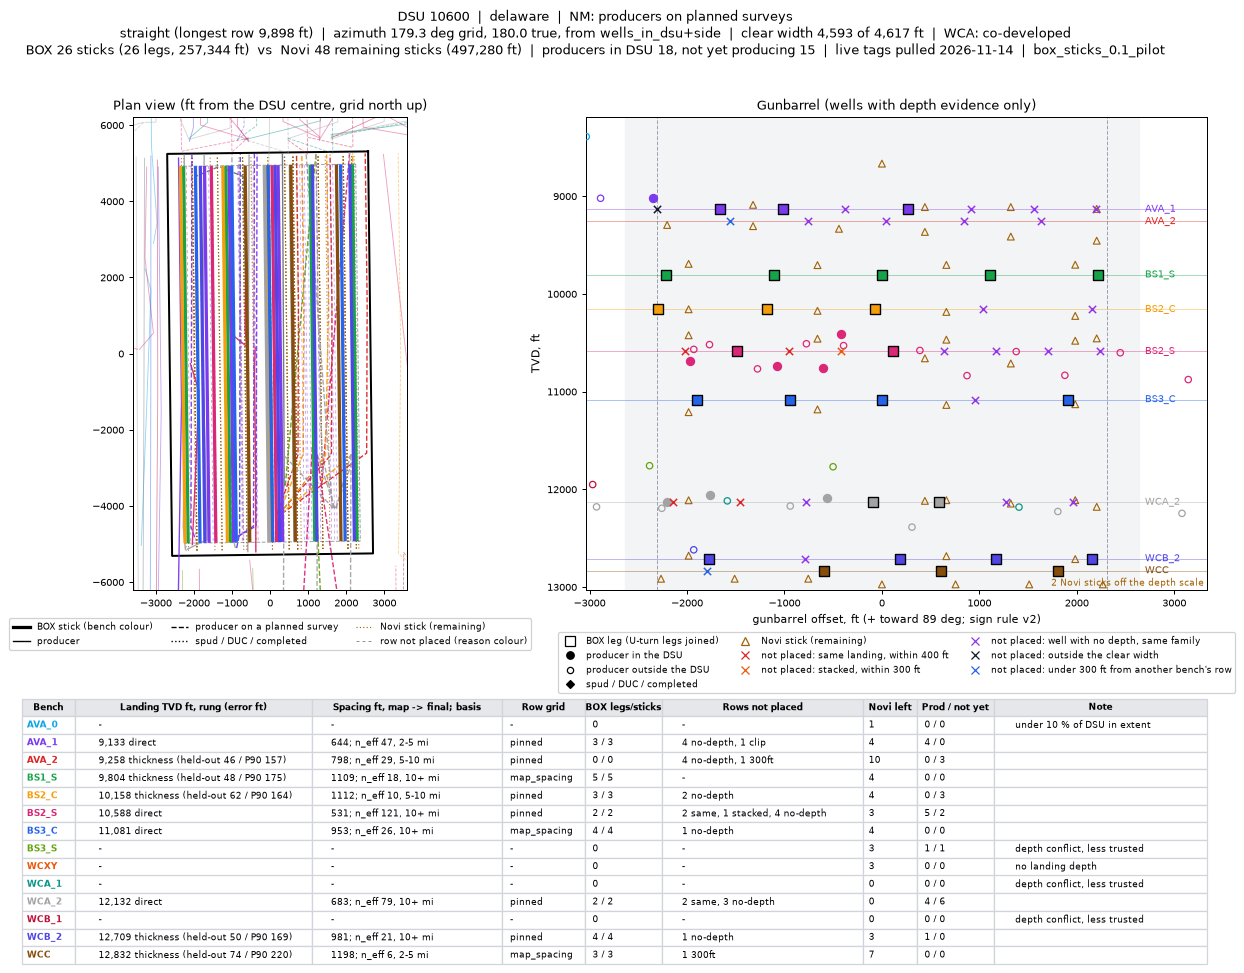 DSU 10600 | delaware | NM: producers on planned surveys
straight (longest row 9,898 ft) | azimuth 179.3 deg grid, 180.0 true, from wells_in_dsu+side | clear width 4,593 of 4,617 ft | WCA: co-developed
BOX 26 sticks (26 legs, 257,344 ft) vs Novi 48 remaining sticks (497,280 ft) | producers in DSU 18, not yet producing 15 | live tags pulled 2026-11-14 | box_sticks_0.1_pilot
Plan view (ft from the DSU centre, grid north up)
6000
4000
2000
0
−2000
−4000
−6000
−3000 −2000 −1000 0 1000 2000 3000
BOX stick (bench colour)
producer
producer on a planned survey
spud / DUC / completed
Novi stick (remaining)
row not placed (reason colour)
Gunbarrel (wells with depth evidence only)
TVD, ft
9000
10000
11000
12000
13000
AVA_1
AVA_2
BS1_S
BS2_C
BS2_S
BS3_C
WCA_2
WCB_2
WCC
2 Novi sticks off the depth scale
−3000 −2000 −1000 0 1000 2000 3000
gunbarrel offset, ft (+ toward 89 deg; sign rule v2)
BOX leg (U-turn legs joined)
producer in the DSU
producer outside the DSU
spud / DUC / completed
Novi stick (remaining)
not placed: same landing, within 400 ft
not placed: stacked, within 300 ft
not placed: well with no depth, same family
not placed: outside the clear width
not placed: under 300 ft from another bench's row
Bench Landing TVD ft, rung (error ft) Spacing ft, map -> final; basis Row grid BOX legs/sticks Rows not placed Novi left Prod / not yet Note
AVA_0 - - - 0 - 1 0 / 0 under 10 % of DSU in extent
AVA_1 9,133 direct 644; n_eff 47, 2-5 mi pinned 3 / 3 4 no-depth, 1 clip 4 4 / 0
AVA_2 9,258 thickness (held-out 46 / P90 157) 798; n_eff 29, 5-10 mi pinned 0 / 0 4 no-depth, 1 300ft 10 0 / 3
BS1_S 9,804 thickness (held-out 48 / P90 175) 1109; n_eff 18, 10+ mi map_spacing 5 / 5 - 4 0 / 0
BS2_C 10,158 thickness (held-out 62 / P90 164) 1112; n_eff 10, 5-10 mi pinned 3 / 3 2 no-depth 4 0 / 3
BS2_S 10,588 direct 531; n_eff 121, 10+ mi pinned 2 / 2 2 same, 1 stacked, 4 no-depth 3 5 / 2
BS3_C 11,081 direct 953; n_eff 26, 10+ mi map_spacing 4 / 4 1 no-depth 4 0 / 0
BS3_S - - - 0 - 3 1 / 1 depth conflict, less trusted
WCXY - - - 0 - 3 0 / 0 no landing depth
WCA_1 - - - 0 - 0 0 / 0 depth conflict, less trusted
WCA_2 12,132 direct 683; n_eff 79, 10+ mi pinned 2 / 2 2 same, 3 no-depth 0 4 / 6
WCB_1 - - - 0 - 0 0 / 0 depth conflict, less trusted
WCB_2 12,709 thickness (held-out 50 / P90 169) 981; n_eff 21, 10+ mi pinned 4 / 4 1 no-depth 3 1 / 0
WCC 12,832 thickness (held-out 74 / P90 220) 1198; n_eff 6, 2-5 mi map_spacing 3 / 3 1 300ft 7 0 / 0